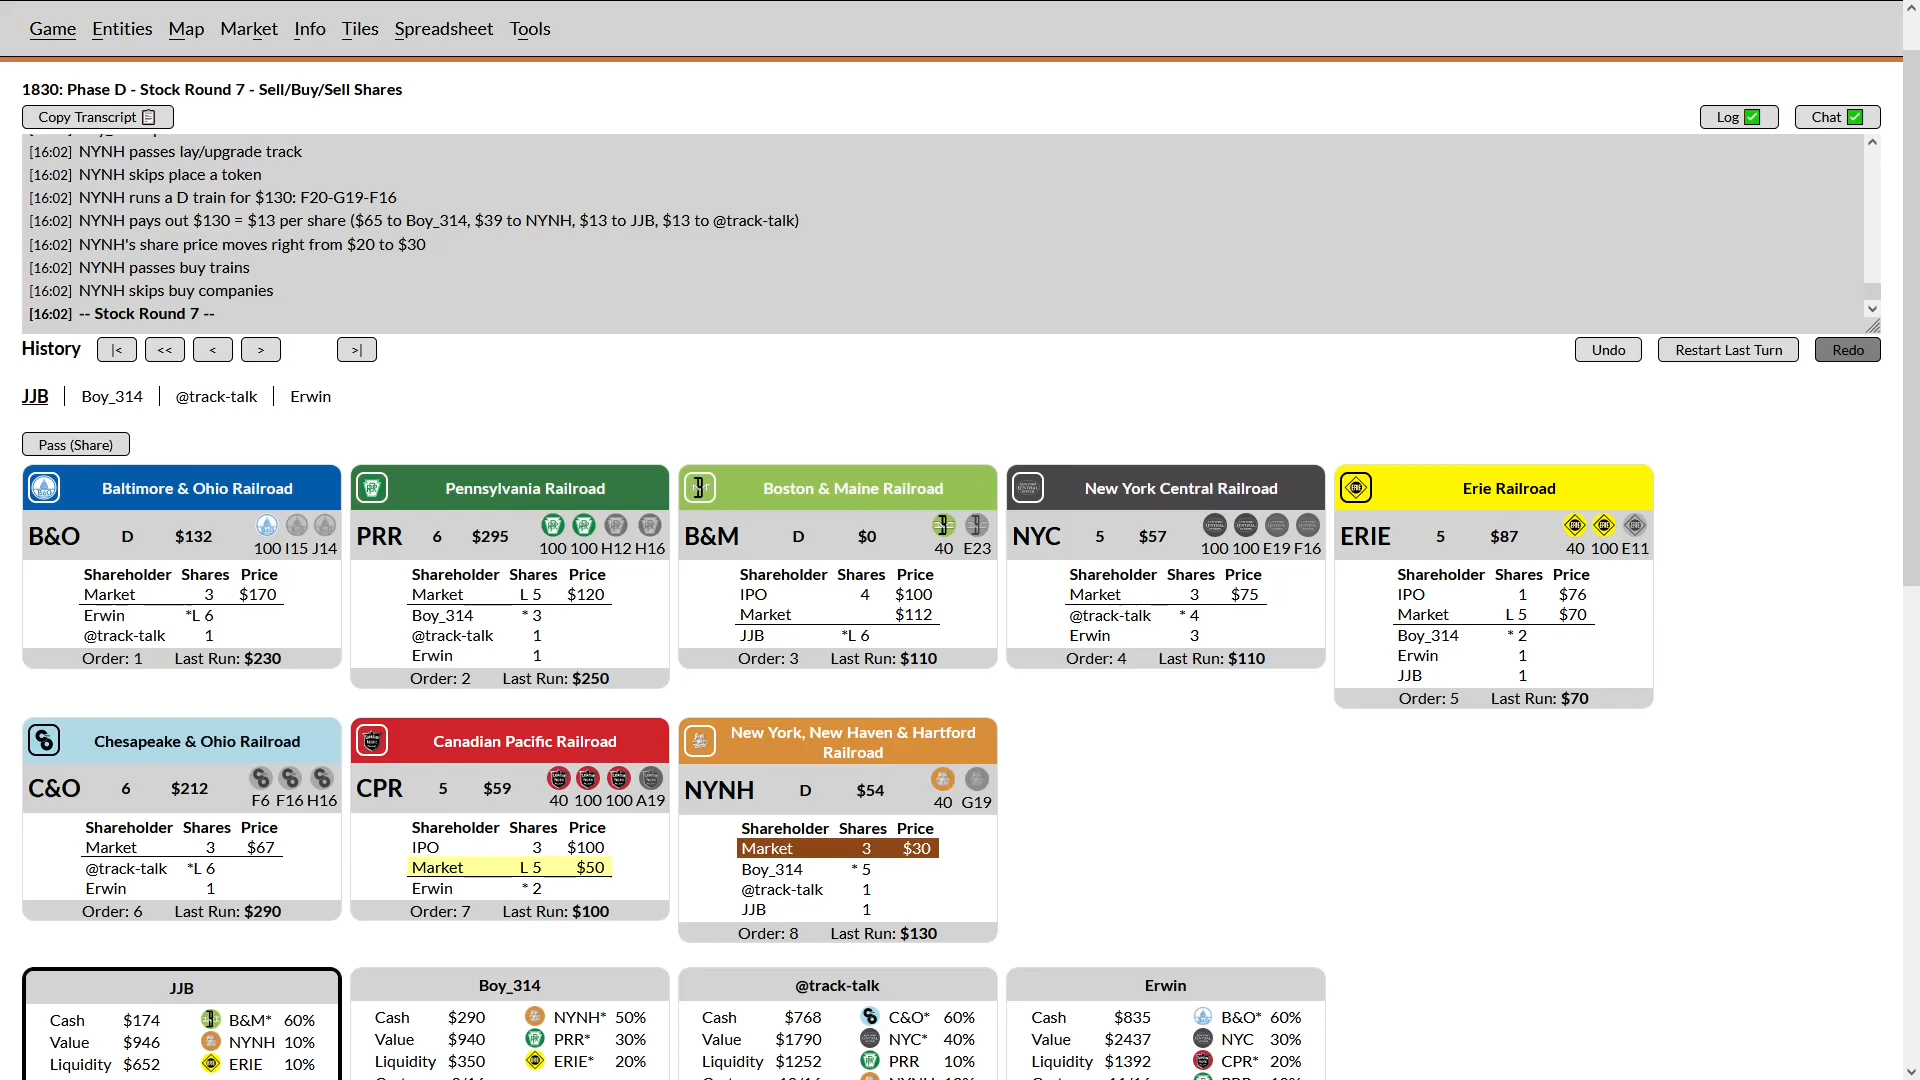 Game Entities Map Market Info Tiles Spreadsheet Tools
1830: Phase D - Stock Round 7 - Sell/Buy/Sell Shares
Copy Transcript
Log Chat
[16:02] NYNH passes lay/upgrade track
[16:02] NYNH skips place a token
[16:02] NYNH runs a D train for $130: F20-G19-F16
[16:02] NYNH pays out $130 = $13 per share ($65 to Boy_314, $39 to NYNH, $13 to JJB, $13 to @track-talk)
[16:02] NYNH's share price moves right from $20 to $30
[16:02] NYNH passes buy trains
[16:02] NYNH skips buy companies
[16:02] -- Stock Round 7 --
History |< << < > >| Undo Restart Last Turn Redo
JJB Boy_314 @track-talk Erwin
Pass (Share)
Baltimore & Ohio Railroad
B&O D $132 100 I15 J14
Shareholder Shares Price
Market 3 $170
Erwin *L 6
@track-talk 1
Order: 1 Last Run: $230
Pennsylvania Railroad
PRR 6 $295 100 100 H12 H16
Shareholder Shares Price
Market L 5 $120
Boy_314 * 3
@track-talk 1
Erwin 1
Order: 2 Last Run: $250
Boston & Maine Railroad
B&M D $0 40 E23
Shareholder Shares Price
IPO 4 $100
Market $112
JJB *L 6
Order: 3 Last Run: $110
New York Central Railroad
NYC 5 $57 100 100 E19 F16
Shareholder Shares Price
Market 3 $75
@track-talk * 4
Erwin 3
Order: 4 Last Run: $110
Erie Railroad
ERIE 5 $87 40 100 E11
Shareholder Shares Price
IPO 1 $76
Market L 5 $70
Boy_314 * 2
Erwin 1
JJB 1
Order: 5 Last Run: $70
Chesapeake & Ohio Railroad
C&O 6 $212 F6 F16 H16
Shareholder Shares Price
Market 3 $67
@track-talk *L 6
Erwin 1
Order: 6 Last Run: $290
Canadian Pacific Railroad
CPR 5 $59 40 100 100 A19
Shareholder Shares Price
IPO 3 $100
Market L 5 $50
Erwin * 2
Order: 7 Last Run: $100
New York, New Haven & Hartford
Railroad
NYNH D $54 40 G19
Shareholder Shares Price
Market 3 $30
Boy_314 * 5
@track-talk 1
JJB 1
Order: 8 Last Run: $130
JJB
Cash $174 B&M* 60%
Value $946 NYNH 10%
Liquidity $652 ERIE 10%
Boy_314
Cash $290 NYNH* 50%
Value $940 PRR* 30%
Liquidity $350 ERIE* 20%
@track-talk
Cash $768 C&O* 60%
Value $1790 NYC* 40%
Liquidity $1252 PRR 10%
Erwin
Cash $835 B&O* 60%
Value $2437 NYC 30%
Liquidity $1392 CPR* 20%